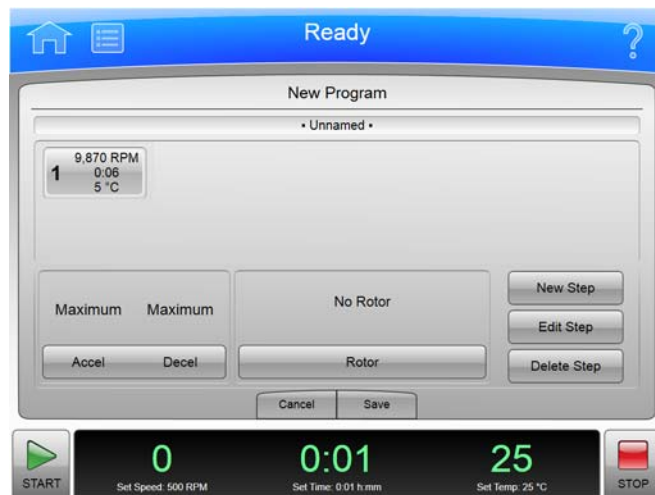 Ready
?
New Program
• Unnamed •
1
9,870 RPM
0:06
5 °C
Maximum Maximum
Accel Decel
No Rotor
Rotor
New Step
Edit Step
Delete Step
Cancel Save
START
0
Set Speed: 500 RPM
0:01
Set Time: 0:01 h:mm
25
Set Temp: 25 °C
STOP